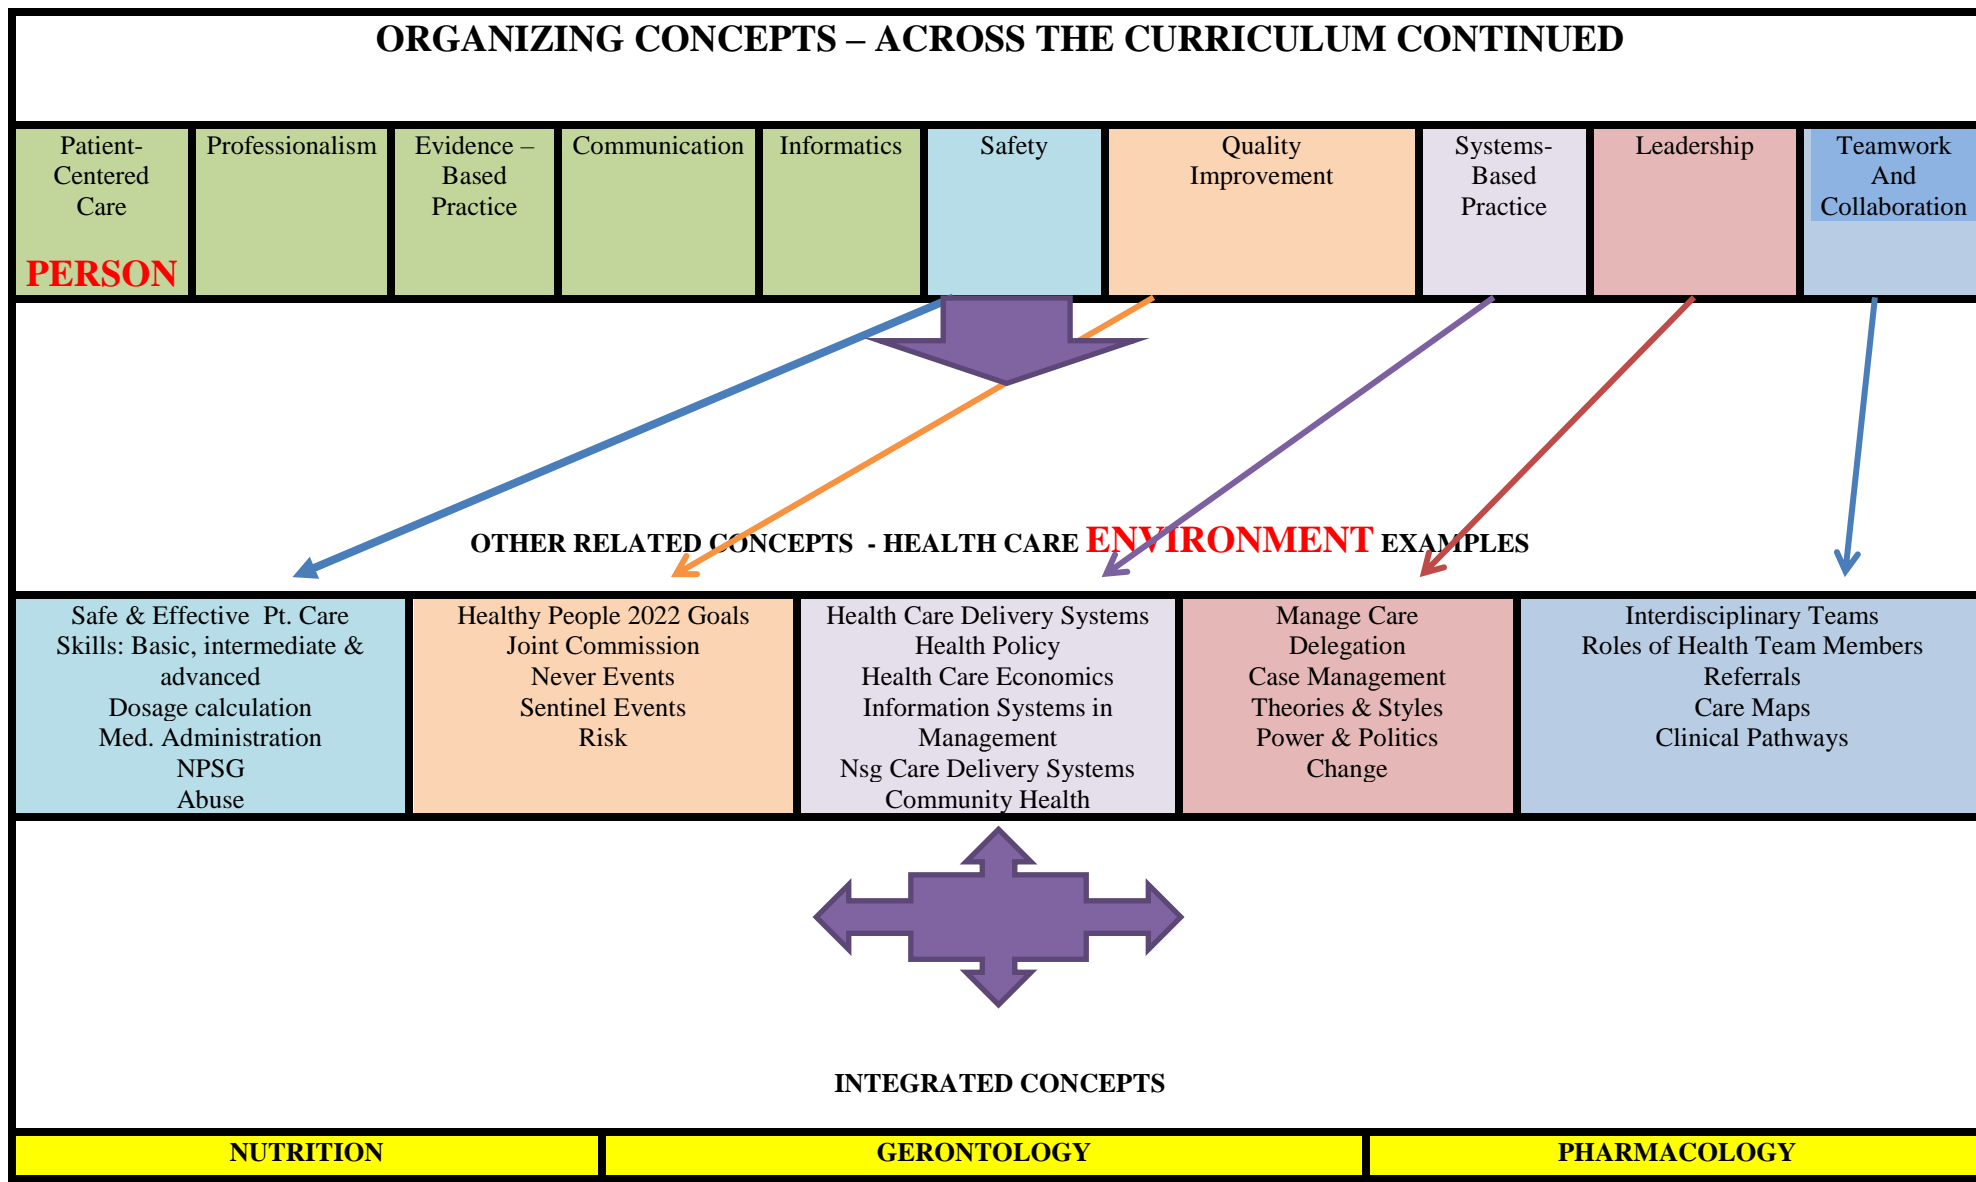 ORGANIZING CONCEPTS – ACROSS THE CURRICULUM CONTINUED
Patient-
Centered
Care
PERSON
Professionalism
Evidence –
Based
Practice
Communication
Informatics
Safety
Quality
Improvement
Systems-
Based
Practice
Leadership
Teamwork
And
Collaboration
OTHER RELATED CONCEPTS - HEALTH CARE ENVIRONMENT EXAMPLES
Safe & Effective Pt. Care
Skills: Basic, intermediate &
advanced
Dosage calculation
Med. Administration
NPSG
Abuse
Healthy People 2022 Goals
Joint Commission
Never Events
Sentinel Events
Risk
Health Care Delivery Systems
Health Policy
Health Care Economics
Information Systems in
Management
Nsg Care Delivery Systems
Community Health
Manage Care
Delegation
Case Management
Theories & Styles
Power & Politics
Change
Interdisciplinary Teams
Roles of Health Team Members
Referrals
Care Maps
Clinical Pathways
INTEGRATED CONCEPTS
NUTRITION
GERONTOLOGY
PHARMACOLOGY